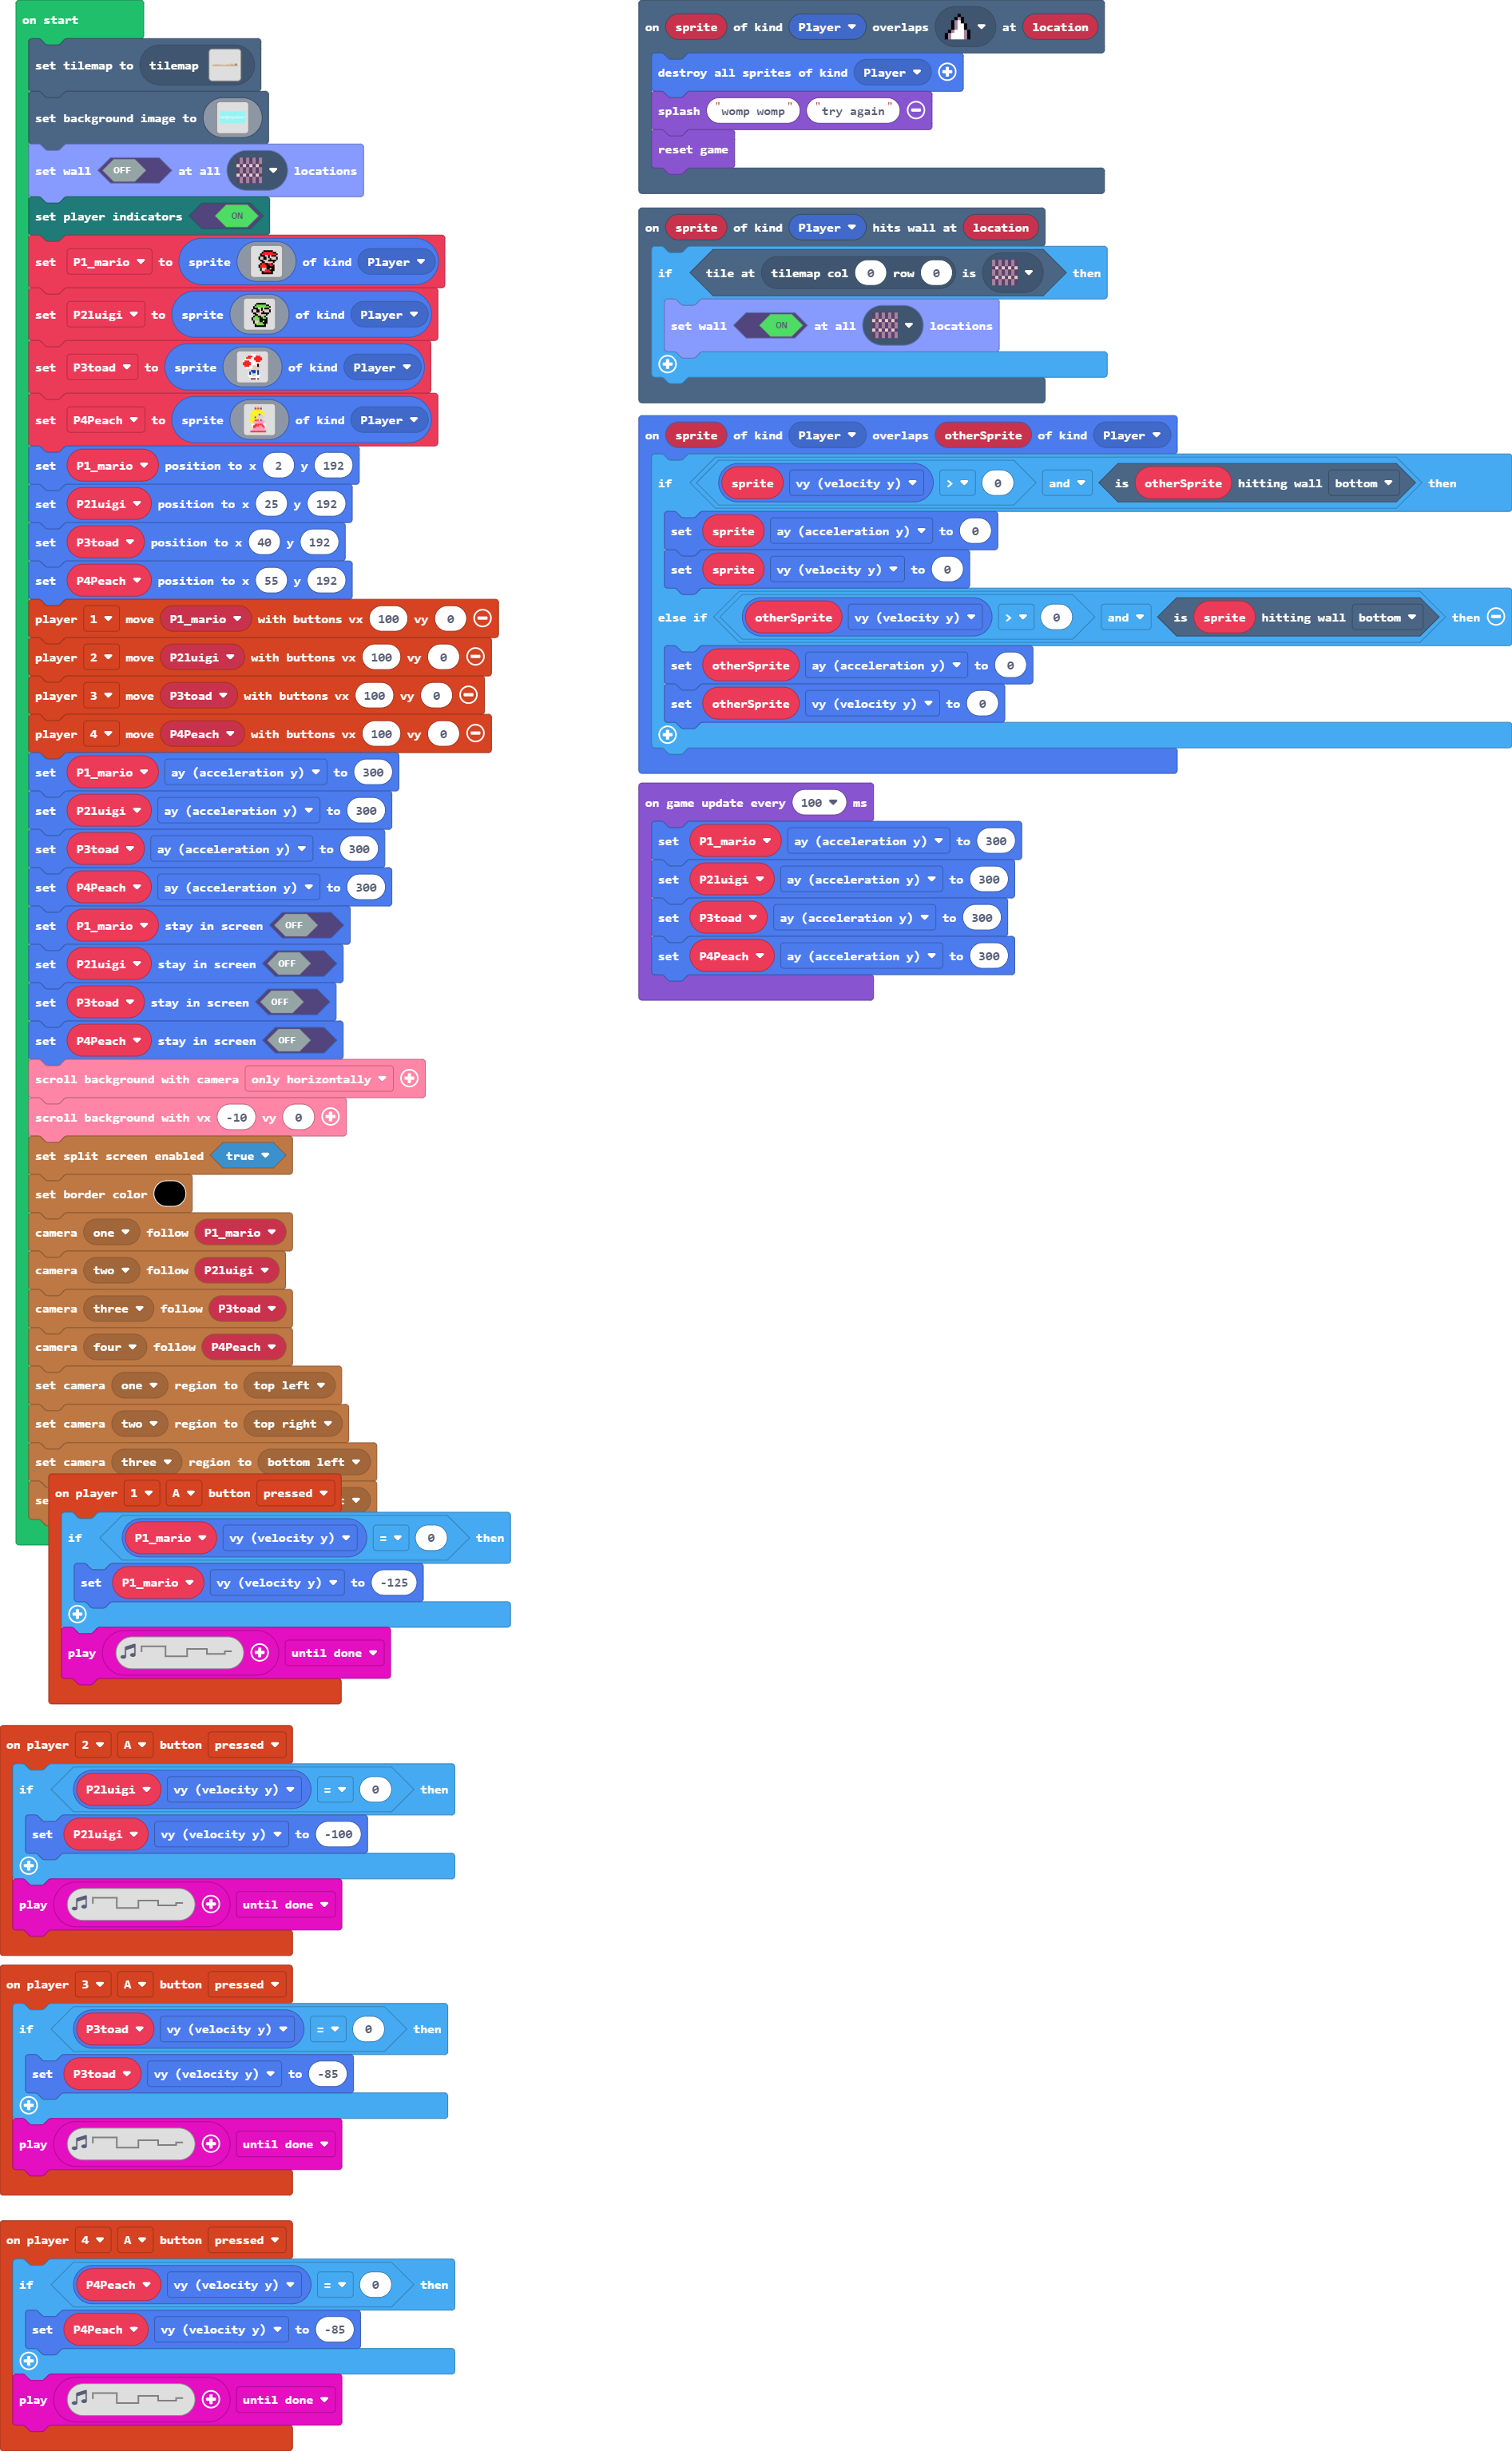 on start
set tilemap to tilemap
set background image to
set wall OFF at all locations
set player indicators ON
set P1_mario to sprite of kind Player
set P2luigi to sprite of kind Player
set P3toad to sprite of kind Player
set P4Peach to sprite of kind Player
set P1_mario position to x 2 y 192
set P2luigi position to x 25 y 192
set P3toad position to x 40 y 192
set P4Peach position to x 55 y 192
player 1 move P1_mario with buttons vx 100 vy 0
player 2 move P2luigi with buttons vx 100 vy 0
player 3 move P3toad with buttons vx 100 vy 0
player 4 move P4Peach with buttons vx 100 vy 0
set P1_mario ay (acceleration y) to 300
set P2luigi ay (acceleration y) to 300
set P3toad ay (acceleration y) to 300
set P4Peach ay (acceleration y) to 300
set P1_mario stay in screen OFF
set P2luigi stay in screen OFF
set P3toad stay in screen OFF
set P4Peach stay in screen OFF
scroll background with camera only horizontally
scroll background with vx -10 vy 0
set split screen enabled true
set border color
camera one follow P1_mario
camera two follow P2luigi
camera three follow P3toad
camera four follow P4Peach
set camera one region to top left
set camera two region to top right
set camera three region to bottom left
on player 1 A button pressed
if P1_mario vy (velocity y) = 0 then
set P1_mario vy (velocity y) to -125
play until done
on player 2 A button pressed
if P2luigi vy (velocity y) = 0 then
set P2luigi vy (velocity y) to -100
play until done
on player 3 A button pressed
if P3toad vy (velocity y) = 0 then
set P3toad vy (velocity y) to -85
play until done
on player 4 A button pressed
if P4Peach vy (velocity y) = 0 then
set P4Peach vy (velocity y) to -85
play until done
on sprite of kind Player overlaps at location
destroy all sprites of kind Player
splash "womp womp" "try again"
reset game
on sprite of kind Player hits wall at location
if tile at tilemap col 0 row 0 is then
set wall ON at all locations
on sprite of kind Player overlaps otherSprite of kind Player
if sprite vy (velocity y) > 0 and is otherSprite hitting wall bottom then
set sprite ay (acceleration y) to 0
set sprite vy (velocity y) to 0
else if otherSprite vy (velocity y) > 0 and is sprite hitting wall bottom then
set otherSprite ay (acceleration y) to 0
set otherSprite vy (velocity y) to 0
on game update every 100 ms
set P1_mario ay (acceleration y) to 300
set P2luigi ay (acceleration y) to 300
set P3toad ay (acceleration y) to 300
set P4Peach ay (acceleration y) to 300